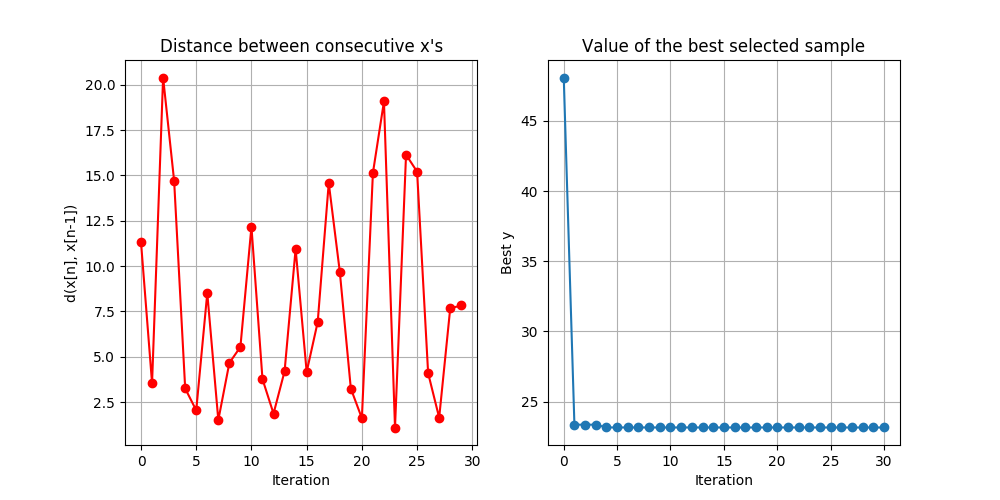 Distance between consecutive x's
d(x[n], x[n-1])
20.0
17.5
15.0
12.5
10.0
7.5
5.0
2.5
0 5 10 15 20 25 30
Iteration
Value of the best selected sample
Best y
45
40
35
30
25
0 5 10 15 20 25 30
Iteration